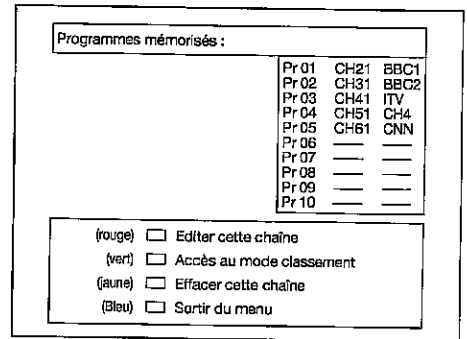 Programmes mémorisés :
Pr 01 CH21 BBC1
Pr 02 CH31 BBC2
Pr 03 CH41 ITV
Pr 04 CH51 CH4
Pr 05 CH61 CNN
Pr 06 —— ——
Pr 07 —— ——
Pr 08 —— ——
Pr 09 —— ——
Pr 10 —— ——
(rouge) Editer cette chaîne
(vert) Accès au mode classement
(jaune) Effacer cette chaîne
(Bleu) Sortir du menu